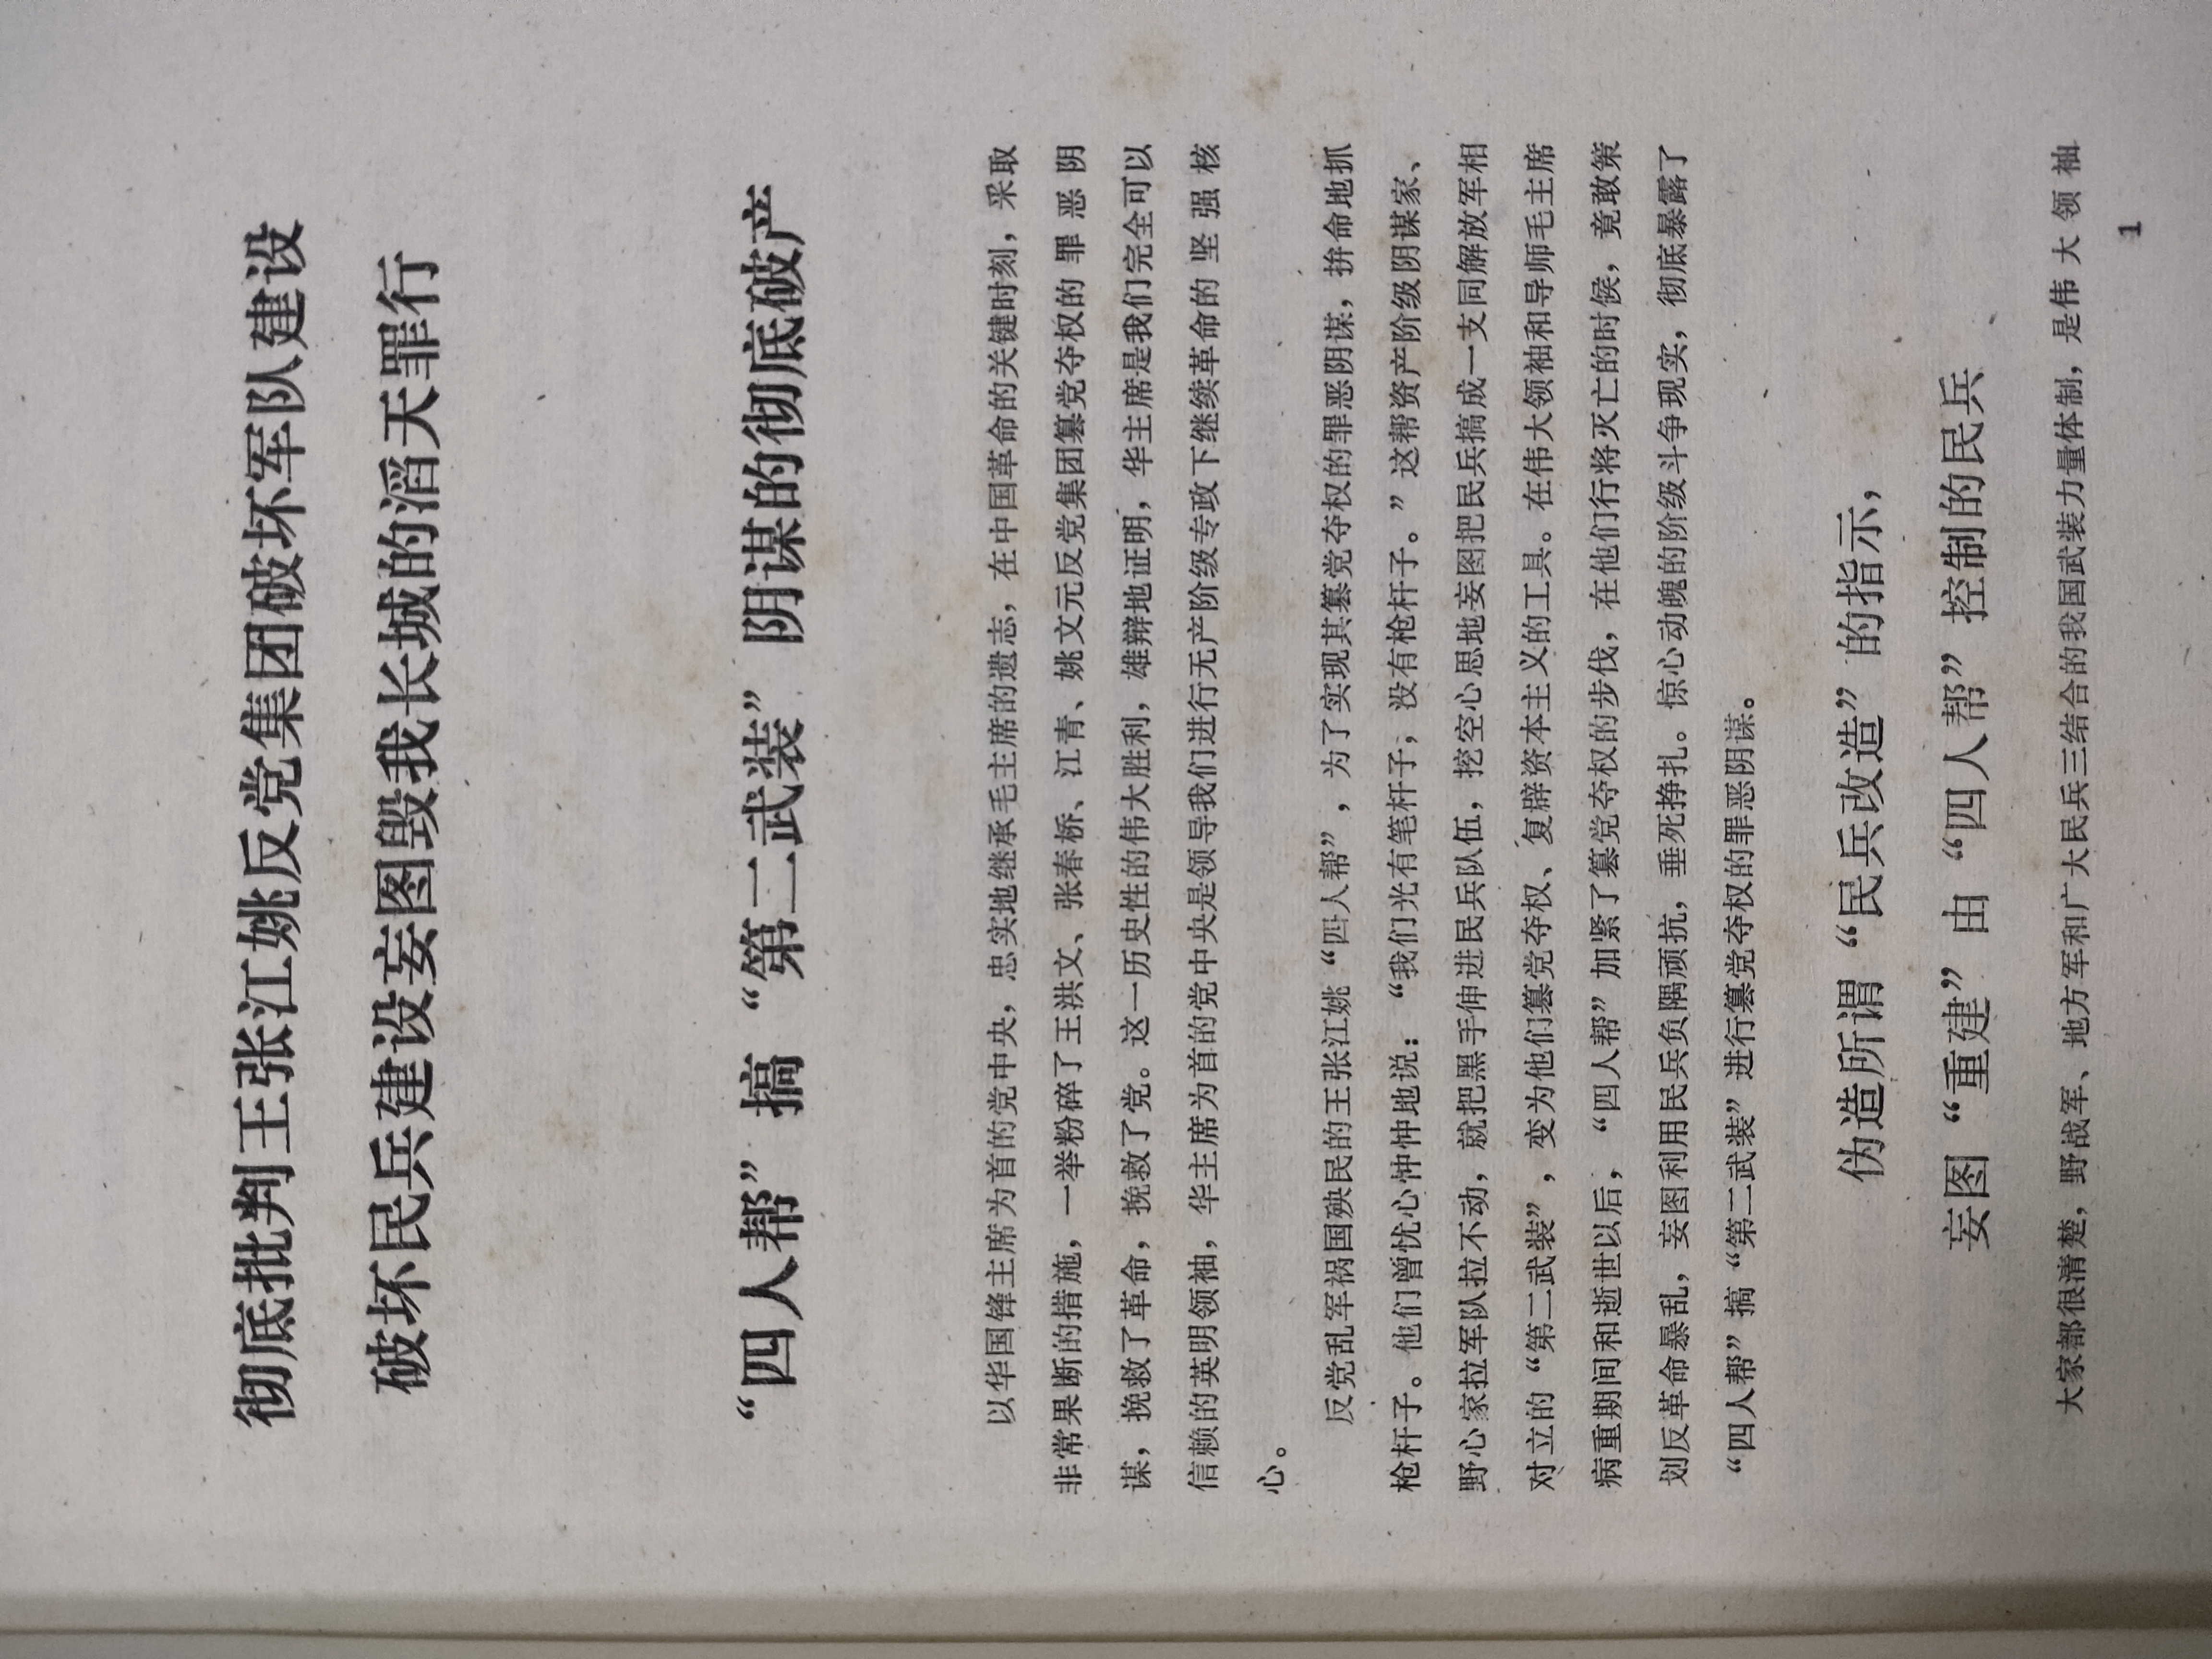 彻底批判王张江姚反党集团破坏军队建设
破坏民兵建设妄图毁我长城的滔天罪行
“四人帮”搞“第二武装”阴谋的彻底破产
以华国锋主席为首的党中央，忠实地继承毛主席的遗志，在中国革命的关键时刻，采取
非常果断的措施，一举粉碎了王洪文、张春桥、江青、姚文元反党集团篡党夺权的罪恶阴
谋，挽救了革命，挽救了党。这一历史性的伟大胜利，雄辩地证明，华主席是我们完全可以
信赖的英明领袖，华主席为首的党中央是领导我们进行无产阶级专政下继续革命的坚强核
心。
反党乱军祸国殃民的王张江姚“四人帮”，为了实现其篡党夺权的罪恶阴谋，拚命地抓
枪杆子。他们曾忧心忡忡地说：“我们光有笔杆子，没有枪杆子。”这帮资产阶级阴谋家、
野心家拉军队拉不动，就把黑手伸进民兵队伍，挖空心思地妄图把民兵搞成一支同解放军相
对立的“第二武装”，变为他们篡党夺权、复辟资本主义的工具。在伟大领袖和导师毛主席
病重期间和逝世以后，“四人帮”加紧了篡党夺权的步伐，在他们行将灭亡的时候，竟敢策
划反革命暴乱，妄图利用民兵负隅顽抗，垂死挣扎。惊心动魄的阶级斗争现实，彻底暴露了
“四人帮”搞“第二武装”进行篡党夺权的罪恶阴谋。
伪造所谓“民兵改造”的指示，
妄图“重建”由“四人帮”控制的民兵
大家都很清楚，野战军、地方军和广大民兵三结合的我国武装力量体制，是伟大领袖
1